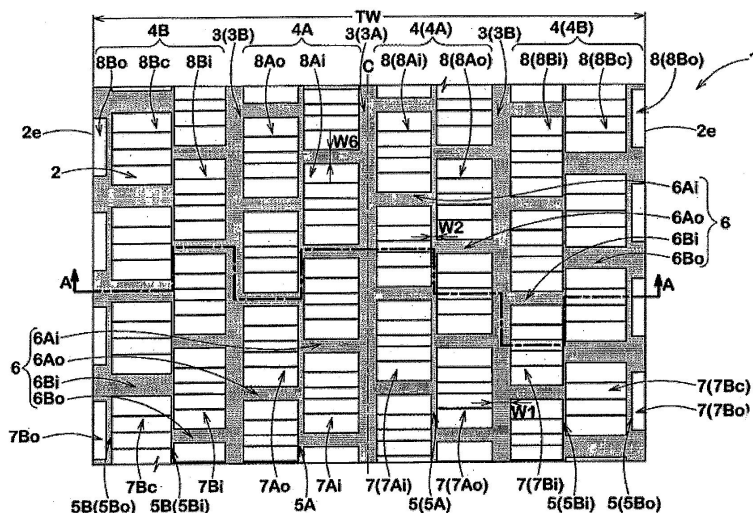 TW
4B 3(3B) 4A 3(3A) 4(4A) 3(3B) 4(4B)
8Bo 8Bc 8Bi 8Ao 8Ai C 8(8Ai) 8(8Ao) 8(8Bi) 8(8Bc) 8(8Bo)
2e 2e
W6
2
6Ai
W2 6Ao 6
6Bi
6Bo
A A
6Ai
6Ao
6
6Bi
6Bo
7(7Bc)
7Bo W1 7(7Bo)
7Bc 7Bi 7Ao 7Ai 7(7Ai) 7(7Ao) 7(7Bi) 5(5Bi) 5(5Bo)
5B(5Bo) 5B(5Bi) 5A 5(5A)